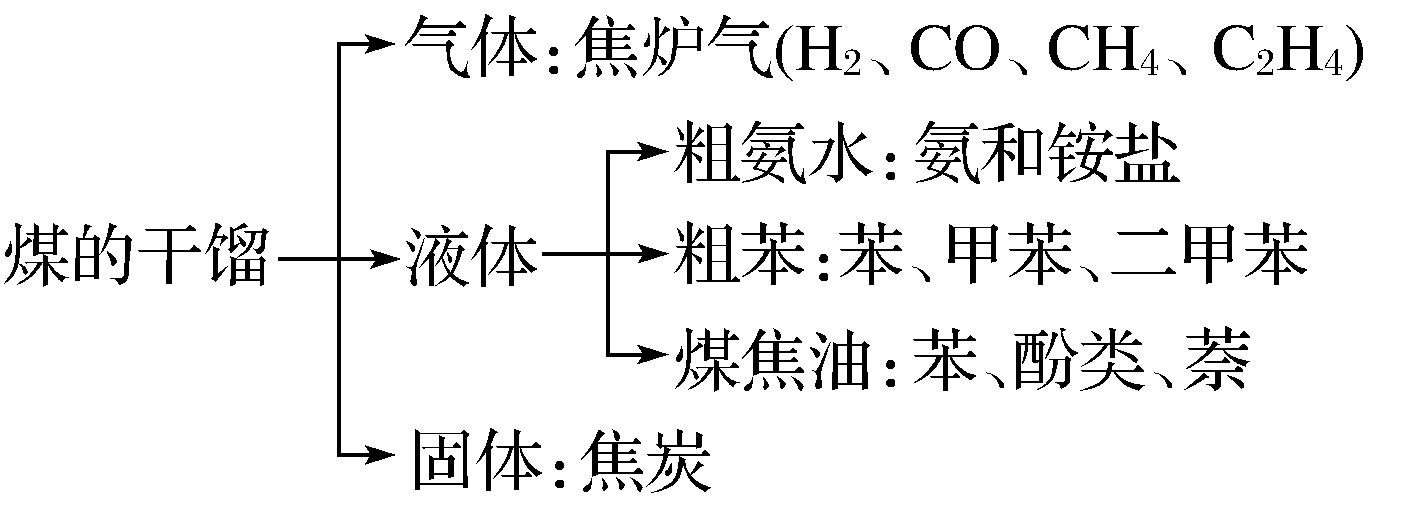 气体:焦炉气(H₂、CO、CH₄、C₂H₄)
粗氨水:氨和铵盐
煤的干馏 液体 粗苯:苯、甲苯、二甲苯
煤焦油:苯、酚类、萘
固体:焦炭